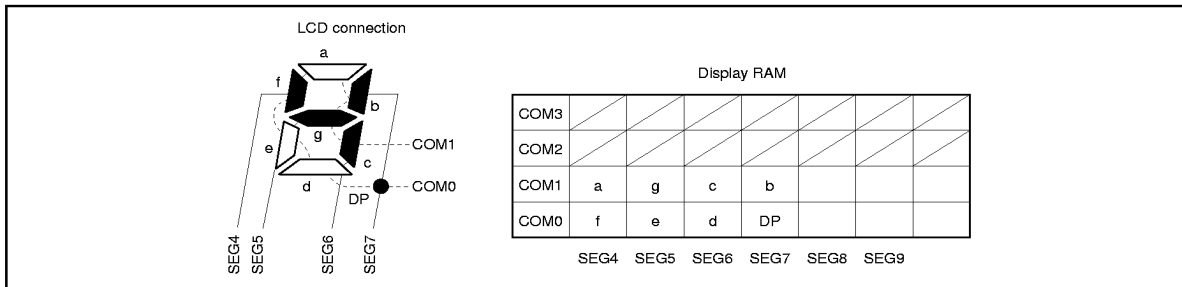 LCD connection
a
f
b
g
e
c
d
DP
COM1
COM0
SEG4
SEG5
SEG6
SEG7
Display RAM
COM3
COM2
COM1 a g c b
COM0 f e d DP
SEG4 SEG5 SEG6 SEG7 SEG8 SEG9